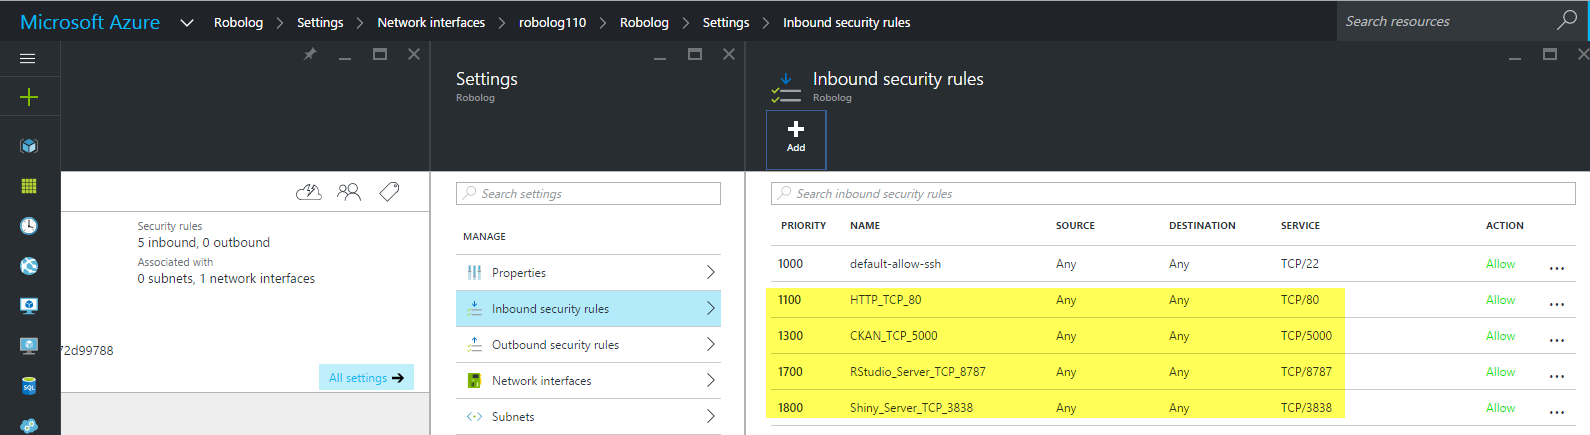 Microsoft Azure Robolog Settings Network interfaces robolog110 Robolog Settings Inbound security rules Search resources
Settings
Robolog
Inbound security rules
Robolog
Add
Security rules
5 inbound, 0 outbound
Associated with
0 subnets, 1 network interfaces
72d99788
All settings
Search settings
MANAGE
Properties
Inbound security rules
Outbound security rules
Network interfaces
Subnets
Search inbound security rules
PRIORITY NAME SOURCE DESTINATION SERVICE ACTION
1000 default-allow-ssh Any Any TCP/22 Allow ...
1100 HTTP_TCP_80 Any Any TCP/80 Allow ...
1300 CKAN_TCP_5000 Any Any TCP/5000 Allow ...
1700 RStudio_Server_TCP_8787 Any Any TCP/8787 Allow ...
1800 Shiny_Server_TCP_3838 Any Any TCP/3838 Allow ...
SQL